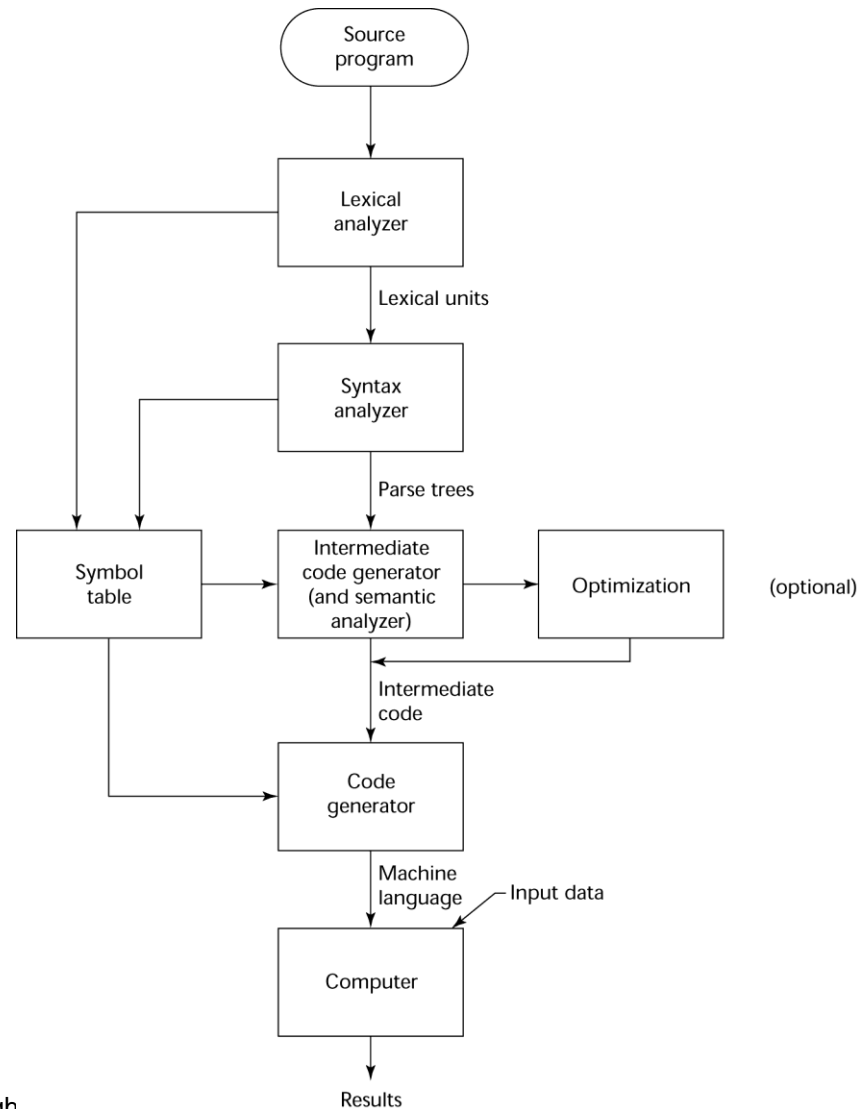 Source
program
Lexical
analyzer
Lexical units
Syntax
analyzer
Parse trees
Symbol
table
Intermediate
code generator
(and semantic
analyzer)
Optimization
(optional)
Intermediate
code
Code
generator
Machine
language
Input data
Computer
Results